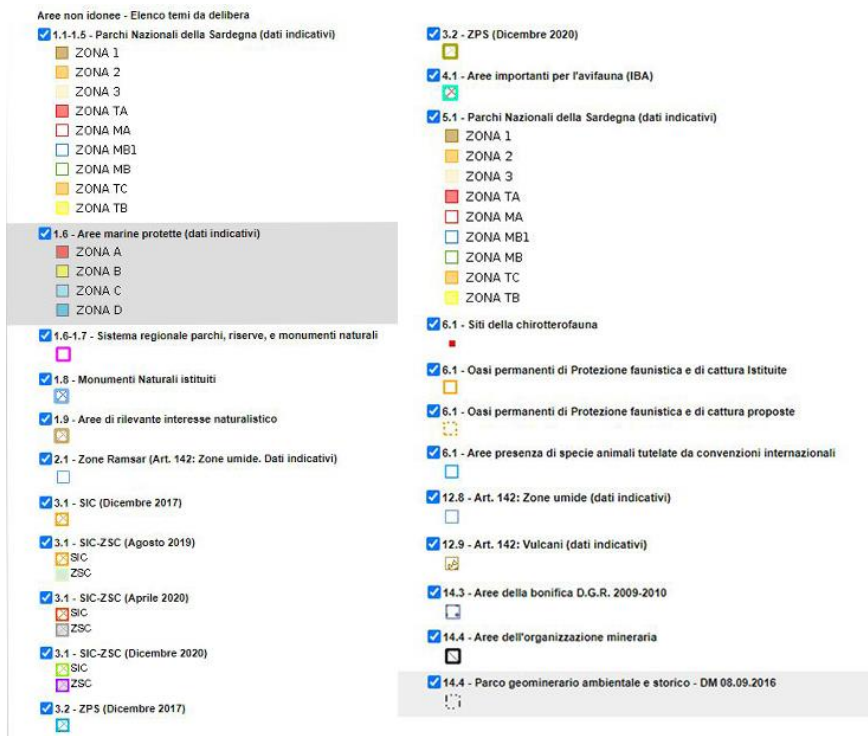 Aree non idonee - Elenco temi da delibera
1.1-1.5 - Parchi Nazionali della Sardegna (dati indicativi)
ZONA 1
ZONA 2
ZONA 3
ZONA TA
ZONA MA
ZONA MB1
ZONA MB
ZONA TC
ZONA TB
1.6 - Aree marine protette (dati indicativi)
ZONA A
ZONA B
ZONA C
ZONA D
1.6-1.7 - Sistema regionale parchi, riserve, e monumenti naturali
1.8 - Monumenti Naturali istituiti
1.9 - Aree di rilevante interesse naturalistico
2.1 - Zone Ramsar (Art. 142: Zone umide. Dati indicativi)
3.1 - SIC (Dicembre 2017)
3.1 - SIC-ZSC (Agosto 2019)
SIC
ZSC
3.1 - SIC-ZSC (Aprile 2020)
SIC
ZSC
3.1 - SIC-ZSC (Dicembre 2020)
SIC
ZSC
3.2 - ZPS (Dicembre 2017)
3.2 - ZPS (Dicembre 2020)
4.1 - Aree importanti per l'avifauna (IBA)
5.1 - Parchi Nazionali della Sardegna (dati indicativi)
ZONA 1
ZONA 2
ZONA 3
ZONA TA
ZONA MA
ZONA MB1
ZONA MB
ZONA TC
ZONA TB
6.1 - Siti della chirotterofauna
6.1 - Oasi permanenti di Protezione faunistica e di cattura Istituite
6.1 - Oasi permanenti di Protezione faunistica e di cattura proposte
6.1 - Aree presenza di specie animali tutelate da convenzioni internazionali
12.8 - Art. 142: Zone umide (dati indicativi)
12.9 - Art. 142: Vulcani (dati indicativi)
14.3 - Aree della bonifica D.G.R. 2009-2010
14.4 - Aree dell'organizzazione mineraria
14.4 - Parco geominerario ambientale e storico - DM 08.09.2016